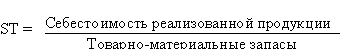 ST = Себестоимость реализованной продукции
Товарно-материальные запасы